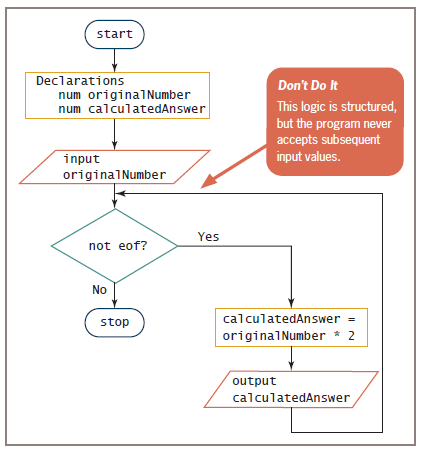 start
Declarations
num originalNumber
num calculatedAnswer
Don't Do It
This logic is structured,
but the program never
accepts subsequent
input values.
input
originalNumber
not eof?
Yes
No
stop
calculatedAnswer =
originalNumber * 2
output
calculatedAnswer